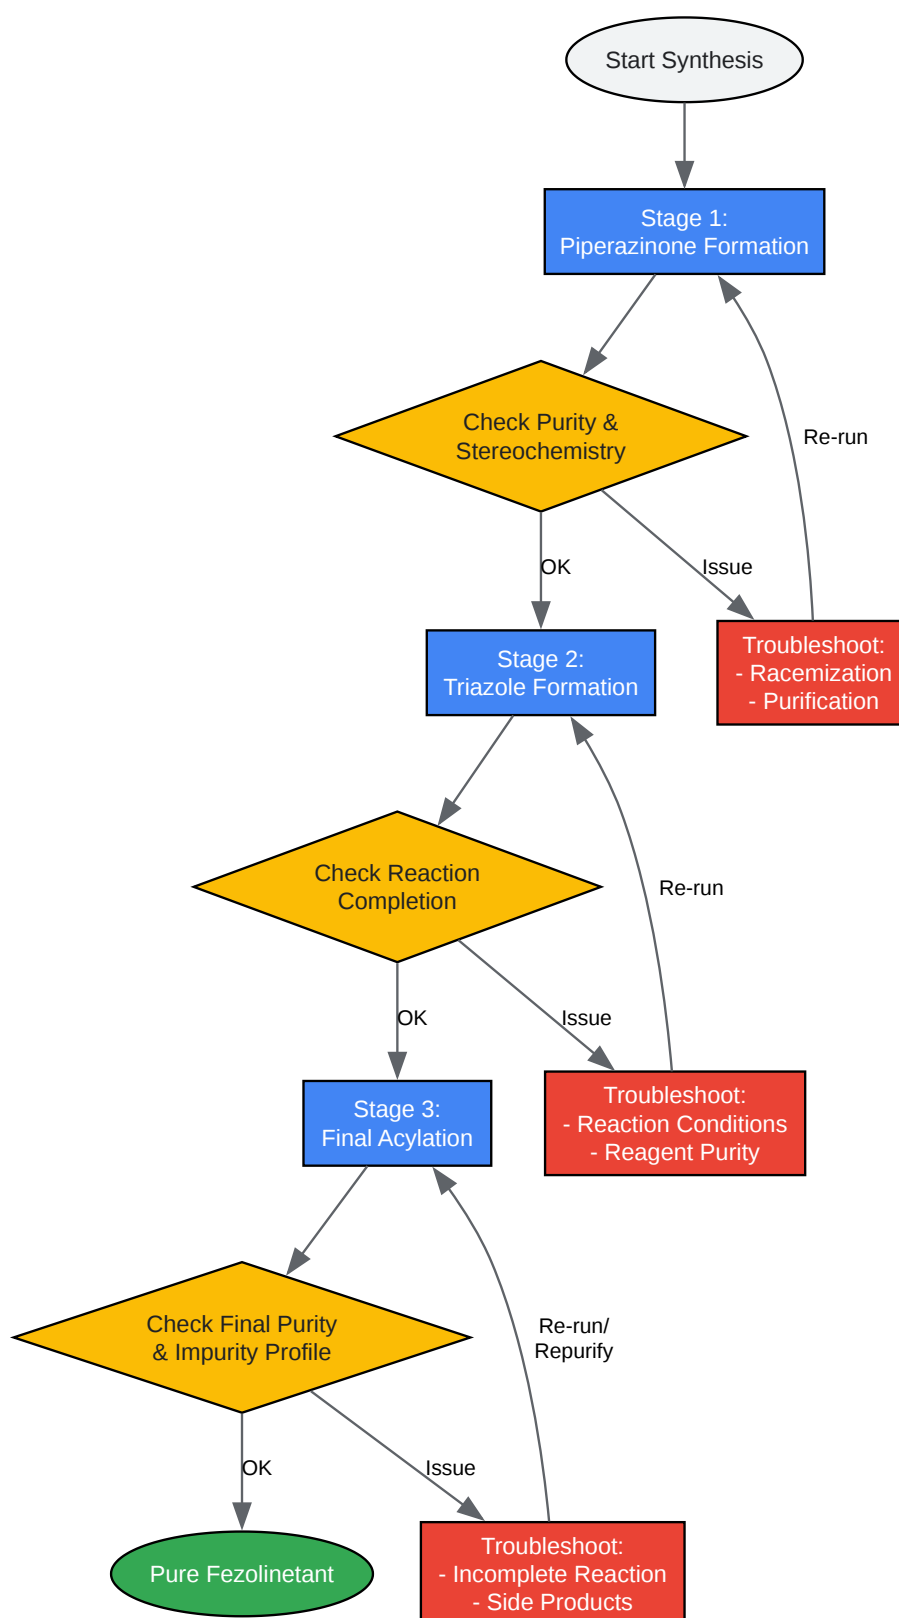 Start Synthesis
Stage 1:
Piperazinone Formation
Check Purity &
Stereochemistry
Re-run
OK
Issue
Troubleshoot:
- Racemization
- Purification
Stage 2:
Triazole Formation
Check Reaction
Completion
Re-run
OK
Issue
Troubleshoot:
- Reaction Conditions
- Reagent Purity
Stage 3:
Final Acylation
Check Final Purity
& Impurity Profile
Re-run/
Repurify
OK
Issue
Troubleshoot:
- Incomplete Reaction
- Side Products
Pure Fezolinetant